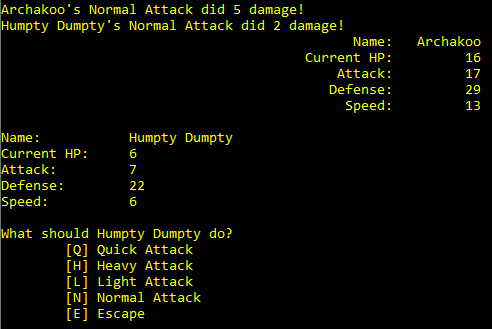 Archakoo's Normal Attack did 5 damage!
Humpty Dumpty's Normal Attack did 2 damage!
Name: Archakoo
Current HP: 16
Attack: 17
Defense: 29
Speed: 13
Name: Humpty Dumpty
Current HP: 6
Attack: 7
Defense: 22
Speed: 6
What should Humpty Dumpty do?
[Q] Quick Attack
[H] Heavy Attack
[L] Light Attack
[N] Normal Attack
[E] Escape